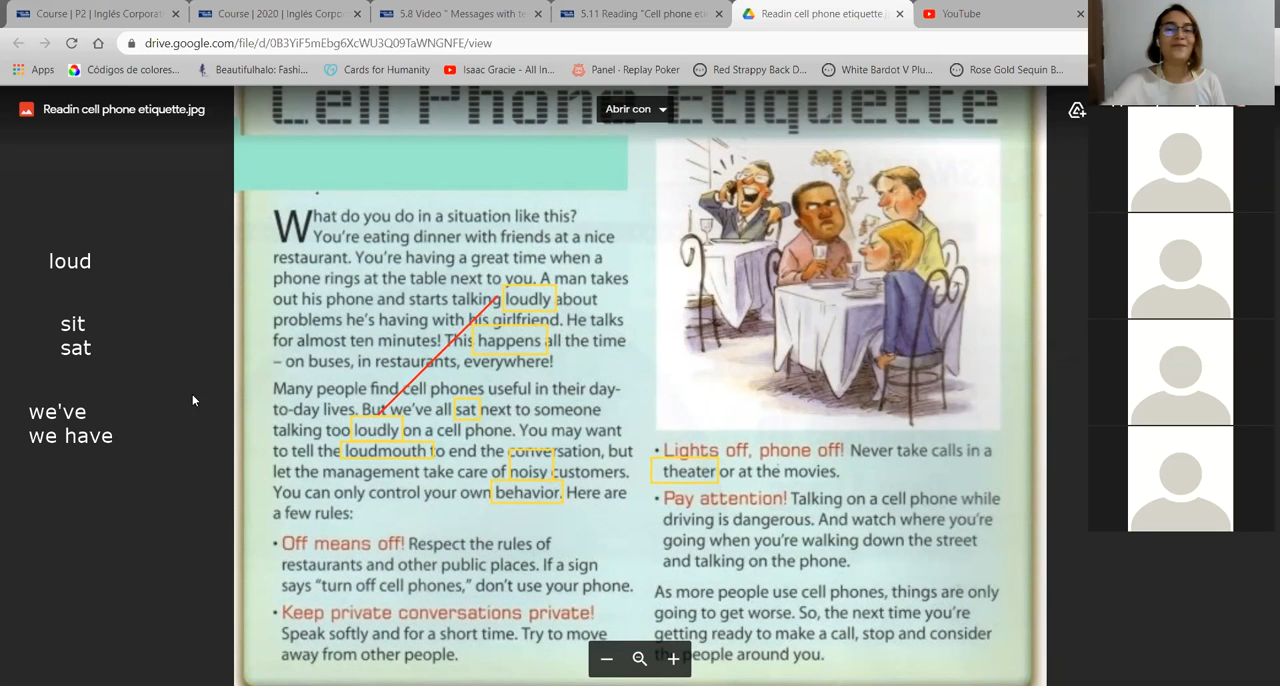 Course | P2 | Inglés Corporat
Course | 2020 | Inglés Corpo
5.8 Video " Messages with te
5.11 Reading "Cell phone eti
Readin cell phone etiquette.j
YouTube
drive.google.com/file/d/0B3YiF5mEbg6XcWU3Q09TaWNGNFE/view
Apps
Códigos de colores...
Beautifulhalo: Fashi...
Cards for Humanity
Isaac Gracie - All In...
Panel · Replay Poker
Red Strappy Back D...
White Bardot V Plu...
Rose Gold Sequin B...
Readin cell phone etiquette.jpg
Abrir con
Cell Phone Etiquette
What do you do in a situation like this?
You're eating dinner with friends at a nice
restaurant. You're having a great time when a
phone rings at the table next to you. A man takes
out his phone and starts talking loudly about
problems he's having with his girlfriend. He talks
for almost ten minutes! This happens all the time
– on buses, in restaurants, everywhere!
Many people find cell phones useful in their day-
to-day lives. But we've all sat next to someone
talking too loudly on a cell phone. You may want
to tell the loudmouth to end the conversation, but
let the management take care of noisy customers.
You can only control your own behavior. Here are
a few rules:
• Off means off! Respect the rules of
restaurants and other public places. If a sign
says "turn off cell phones," don't use your phone.
• Keep private conversations private!
Speak softly and for a short time. Try to move
away from other people.
• Lights off, phone off! Never take calls in a
theater or at the movies.
• Pay attention! Talking on a cell phone while
driving is dangerous. And watch where you're
going when you're walking down the street
and talking on the phone.
As more people use cell phones, things are only
going to get worse. So, the next time you're
getting ready to make a call, stop and consider
the people around you.
loud
sit
sat
we've
we have